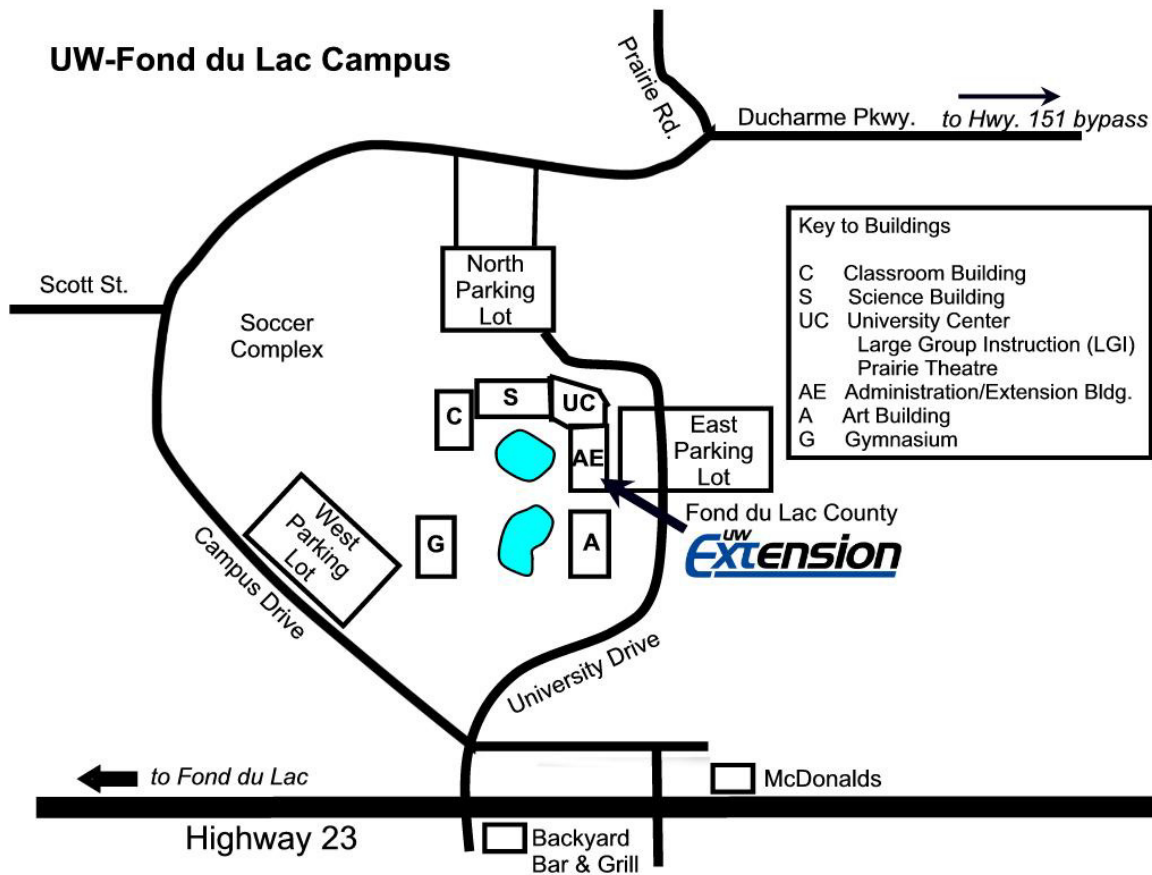 UW-Fond du Lac Campus
Prairie Rd.
Ducharme Pkwy.
to Hwy. 151 bypass
Key to Buildings
C Classroom Building
S Science Building
UC University Center
Large Group Instruction (LGI)
Prairie Theatre
AE Administration/Extension Bldg.
A Art Building
G Gymnasium
Scott St.
North
Parking
Lot
Soccer
Complex
C
S
UC
AE
East
Parking
Lot
West
Parking
Lot
G
A
Fond du Lac County
UW
Extension
Campus Drive
University Drive
to Fond du Lac
McDonalds
Highway 23
Backyard
Bar & Grill